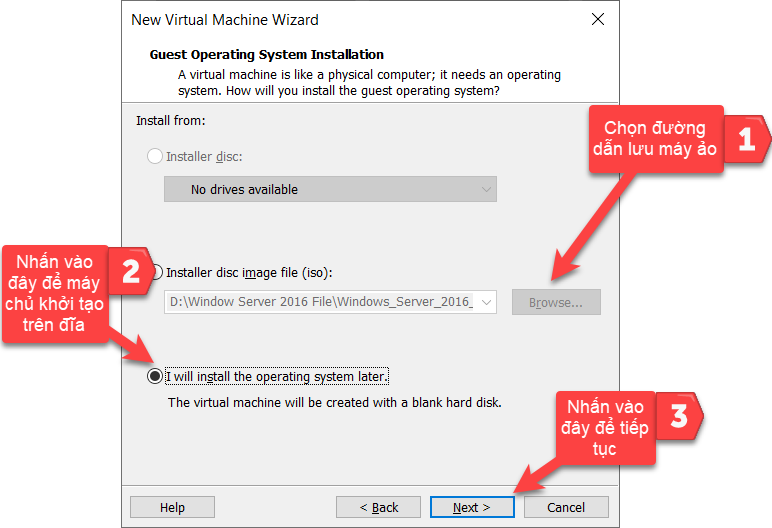 New Virtual Machine Wizard
Guest Operating System Installation
A virtual machine is like a physical computer; it needs an operating
system. How will you install the guest operating system?
Install from:
Chọn đường
dẫn lưu máy ảo
1
Installer disc:
No drives available
Nhấn vào
đây để máy
chủ khởi tạo
trên đĩa
2
Installer disc image file (iso):
D:\Window Server 2016 File\Windows_Server_2016_
Browse...
I will install the operating system later.
The virtual machine will be created with a blank hard disk.
Nhấn vào
đây để tiếp
tục
3
Help
< Back
Next >
Cancel